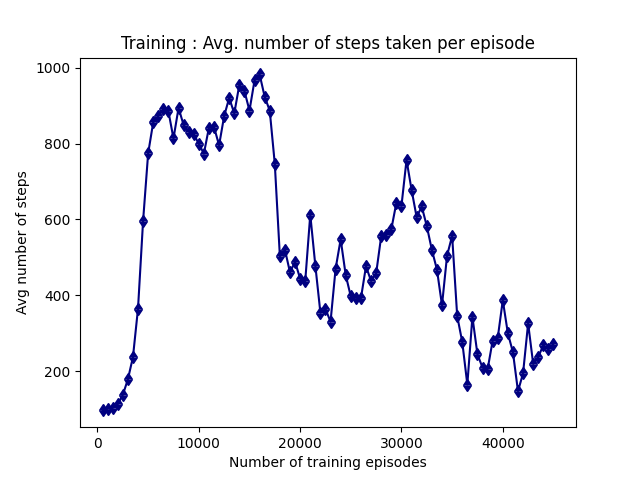 Training : Avg. number of steps taken per episode
1000
800
600
400
200
Avg number of steps
0 10000 20000 30000 40000
Number of training episodes